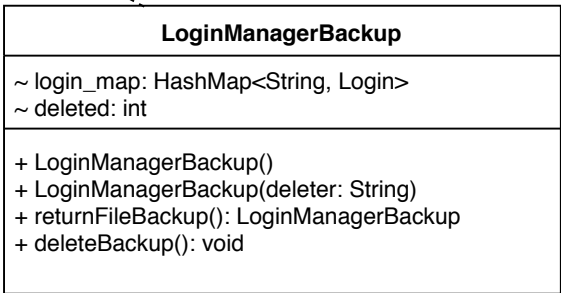 LoginManagerBackup
~ login_map: HashMap<String, Login>
~ deleted: int
+ LoginManagerBackup()
+ LoginManagerBackup(deleter: String)
+ returnFileBackup(): LoginManagerBackup
+ deleteBackup(): void